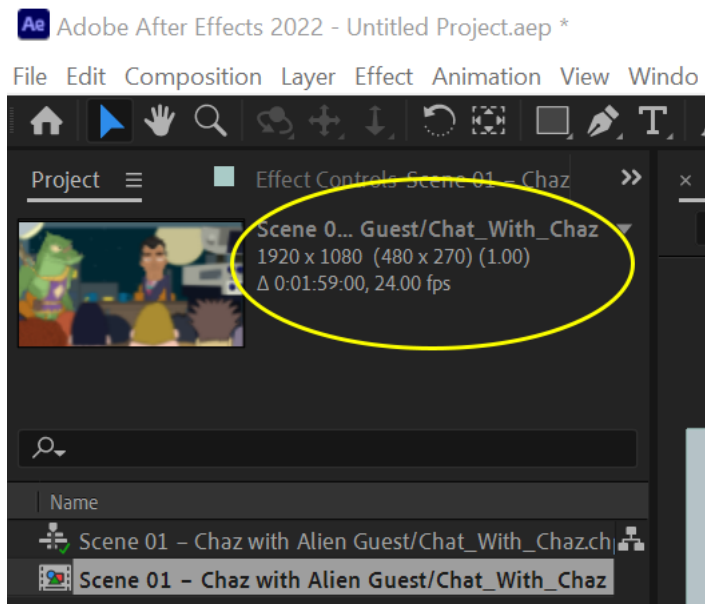 Ae Adobe After Effects 2022 - Untitled Project.aep *
File Edit Composition Layer Effect Animation View Windo
T
Project Effect Controls Scene 01 – Chaz
Scene 0... Guest/Chat_With_Chaz
1920 x 1080 (480 x 270) (1.00)
Δ 0:01:59:00, 24.00 fps
Name
Scene 01 – Chaz with Alien Guest/Chat_With_Chaz.ch
Scene 01 – Chaz with Alien Guest/Chat_With_Chaz